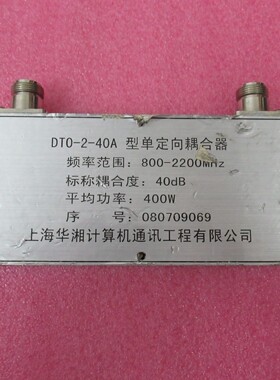 DTO-2-40A 型单定向耦合器
频率范围：800-2200MHz
标称耦合度：40dB
平均功率：400W
序 号：080709069
上海华湘计算机通讯工程有限公司